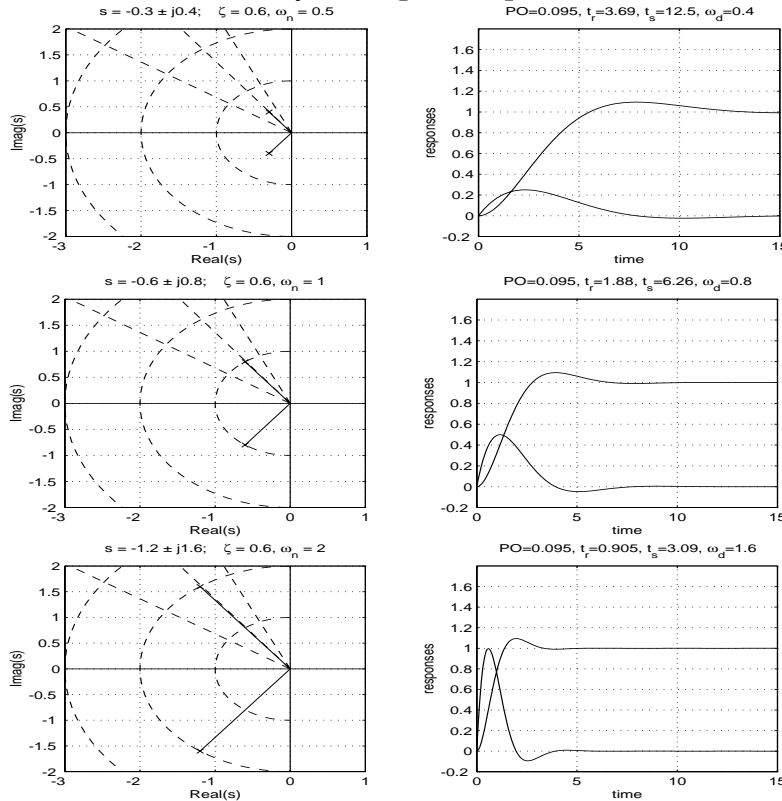 s = -0.3 ± j0.4; ζ = 0.6, ω_n = 0.5
2
1.5
1
0.5
0
-0.5
-1
-1.5
-2
Imag(s)
-3 -2 -1 0 1
Real(s)
PO=0.095, t_r=3.69, t_s=12.5, ω_d=0.4
1.6
1.4
1.2
1
0.8
0.6
0.4
0.2
0
-0.2
responses
0 5 10 15
time
s = -0.6 ± j0.8; ζ = 0.6, ω_n = 1
2
1.5
1
0.5
0
-0.5
-1
-1.5
-2
Imag(s)
-3 -2 -1 0 1
Real(s)
PO=0.095, t_r=1.88, t_s=6.26, ω_d=0.8
1.6
1.4
1.2
1
0.8
0.6
0.4
0.2
0
-0.2
responses
0 5 10 15
time
s = -1.2 ± j1.6; ζ = 0.6, ω_n = 2
2
1.5
1
0.5
0
-0.5
-1
-1.5
-2
Imag(s)
-3 -2 -1 0 1
Real(s)
PO=0.095, t_r=0.905, t_s=3.09, ω_d=1.6
1.6
1.4
1.2
1
0.8
0.6
0.4
0.2
0
-0.2
responses
0 5 10 15
time